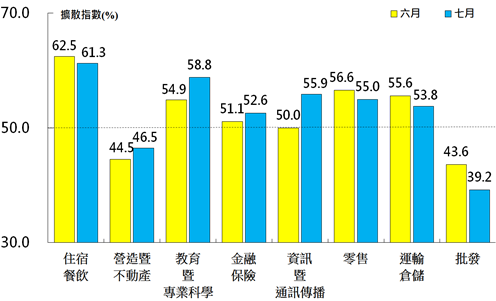 擴散指數(%)
六月
七月
70.0
50.0
30.0
62.5
61.3
44.5
46.5
54.9
58.8
51.1
52.6
50.0
55.9
56.6
55.0
55.6
53.8
43.6
39.2
住宿
餐飲
營造暨
不動產
教育
暨
專業科學
金融
保險
資訊
暨
通訊傳播
零售
運輸
倉儲
批發